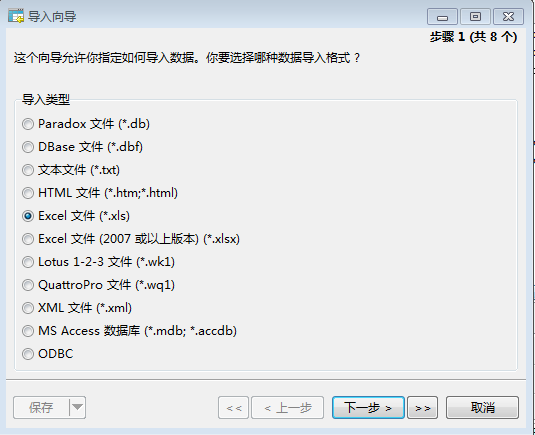 导入向导
步骤 1 (共 8 个)
这个向导允许你指定如何导入数据。你要选择哪种数据导入格式？
导入类型
Paradox 文件 (*.db)
DBase 文件 (*.dbf)
文本文件 (*.txt)
HTML 文件 (*.htm;*.html)
Excel 文件 (*.xls)
Excel 文件 (2007 或以上版本) (*.xlsx)
Lotus 1-2-3 文件 (*.wk1)
QuattroPro 文件 (*.wq1)
XML 文件 (*.xml)
MS Access 数据库 (*.mdb; *.accdb)
ODBC
保存 << < 上一步 下一步 > >> 取消